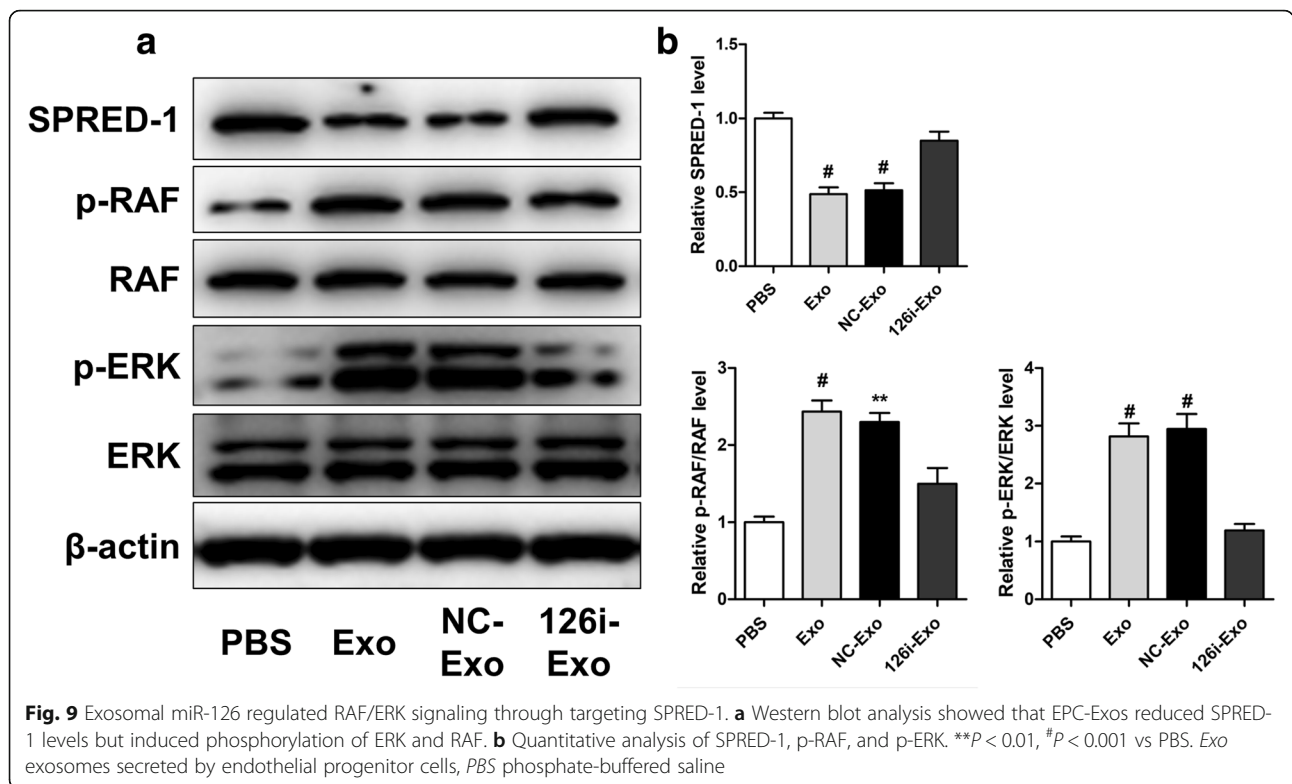 a
SPRED-1
p-RAF
RAF
p-ERK
ERK
β-actin
PBS Exo NC-Exo 126i-Exo
b
Relative SPRED-1 level
1.5
1.0
0.5
0.0
PBS Exo NC-Exo 126i-Exo
# #
Relative p-RAF/RAF level
3
2
1
0
PBS Exo NC-Exo 126i-Exo
# **
Relative p-ERK/ERK level
4
3
2
1
0
PBS Exo NC-Exo 126i-Exo
# #
Fig. 9 Exosomal miR-126 regulated RAF/ERK signaling through targeting SPRED-1. a Western blot analysis showed that EPC-Exos reduced SPRED-
1 levels but induced phosphorylation of ERK and RAF. b Quantitative analysis of SPRED-1, p-RAF, and p-ERK. **P < 0.01, #P < 0.001 vs PBS. Exo
exosomes secreted by endothelial progenitor cells, PBS phosphate-buffered saline